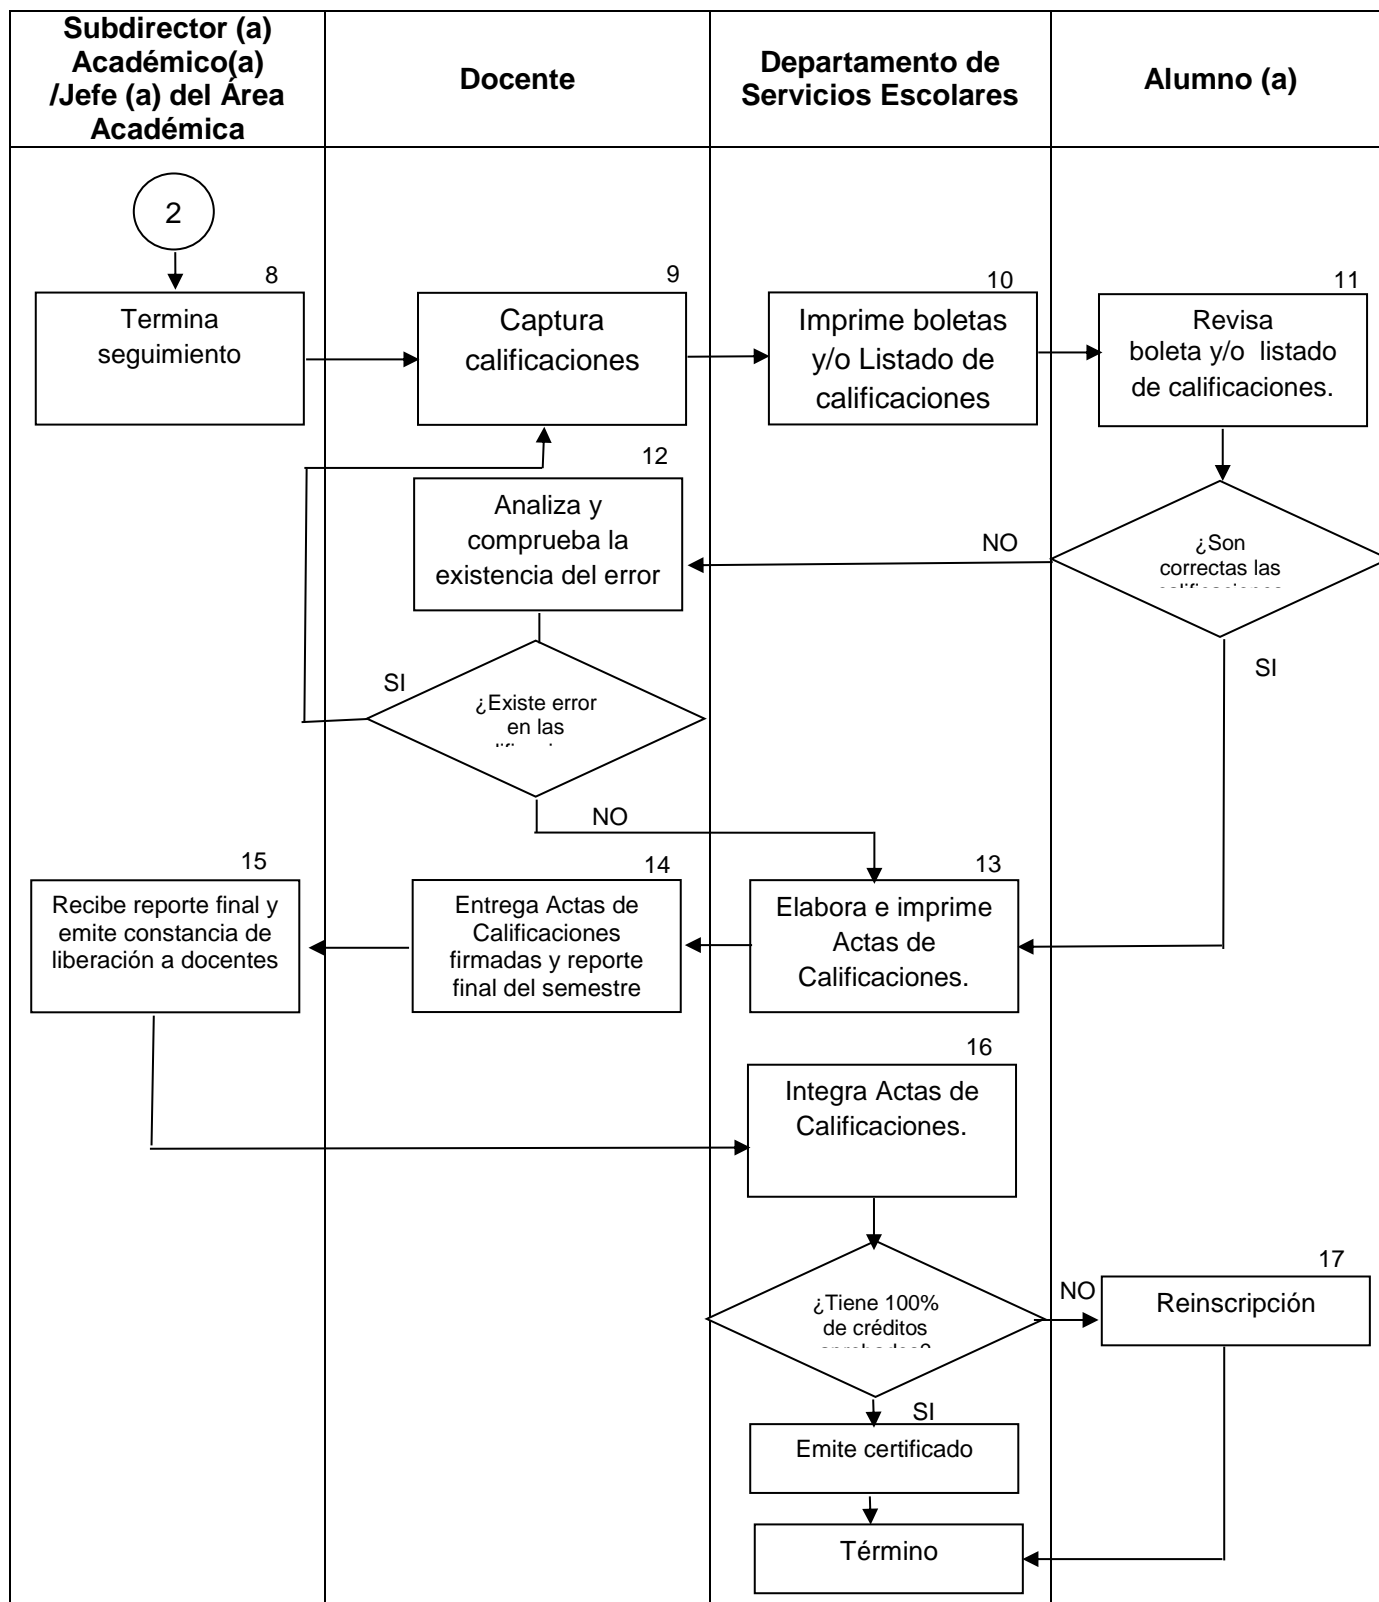 Subdirector (a)
Académico(a)
/Jefe (a) del Área
Académica
Docente
Departamento de
Servicios Escolares
Alumno (a)
2
8
Termina
seguimiento
9
Captura
calificaciones
10
Imprime boletas
y/o Listado de
calificaciones
11
Revisa
boleta y/o listado
de calificaciones.
12
Analiza y
comprueba la
existencia del error
NO
¿Son
correctas las
SI
SI
¿Existe error
en las
NO
15
Recibe reporte final y
emite constancia de
liberación a docentes
14
Entrega Actas de
Calificaciones
firmadas y reporte
final del semestre
13
Elabora e imprime
Actas de
Calificaciones.
16
Integra Actas de
Calificaciones.
¿Tiene 100%
de créditos
NO
17
Reinscripción
SI
Emite certificado
Término